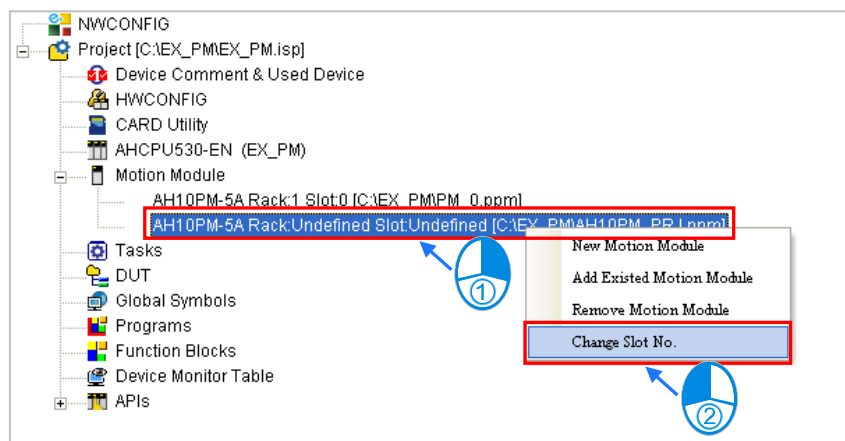 NWCONFIG
Project [C:\EX_PM\EX_PM.isp]
Device Comment & Used Device
HWCONFIG
CARD Utility
AHCPU530-EN (EX_PM)
Motion Module
AH10PM-5A Rack:1 Slot:0 [C:\EX_PM\PM_0.ppm]
AH10PM-5A Rack:Undefined Slot:Undefined [C:\EX_PM\AH10PM_PRJ.ppm]
New Motion Module
Tasks
Add Existed Motion Module
DUT
Remove Motion Module
Global Symbols
Programs
Change Slot No.
Function Blocks
Device Monitor Table
APIs
①
②